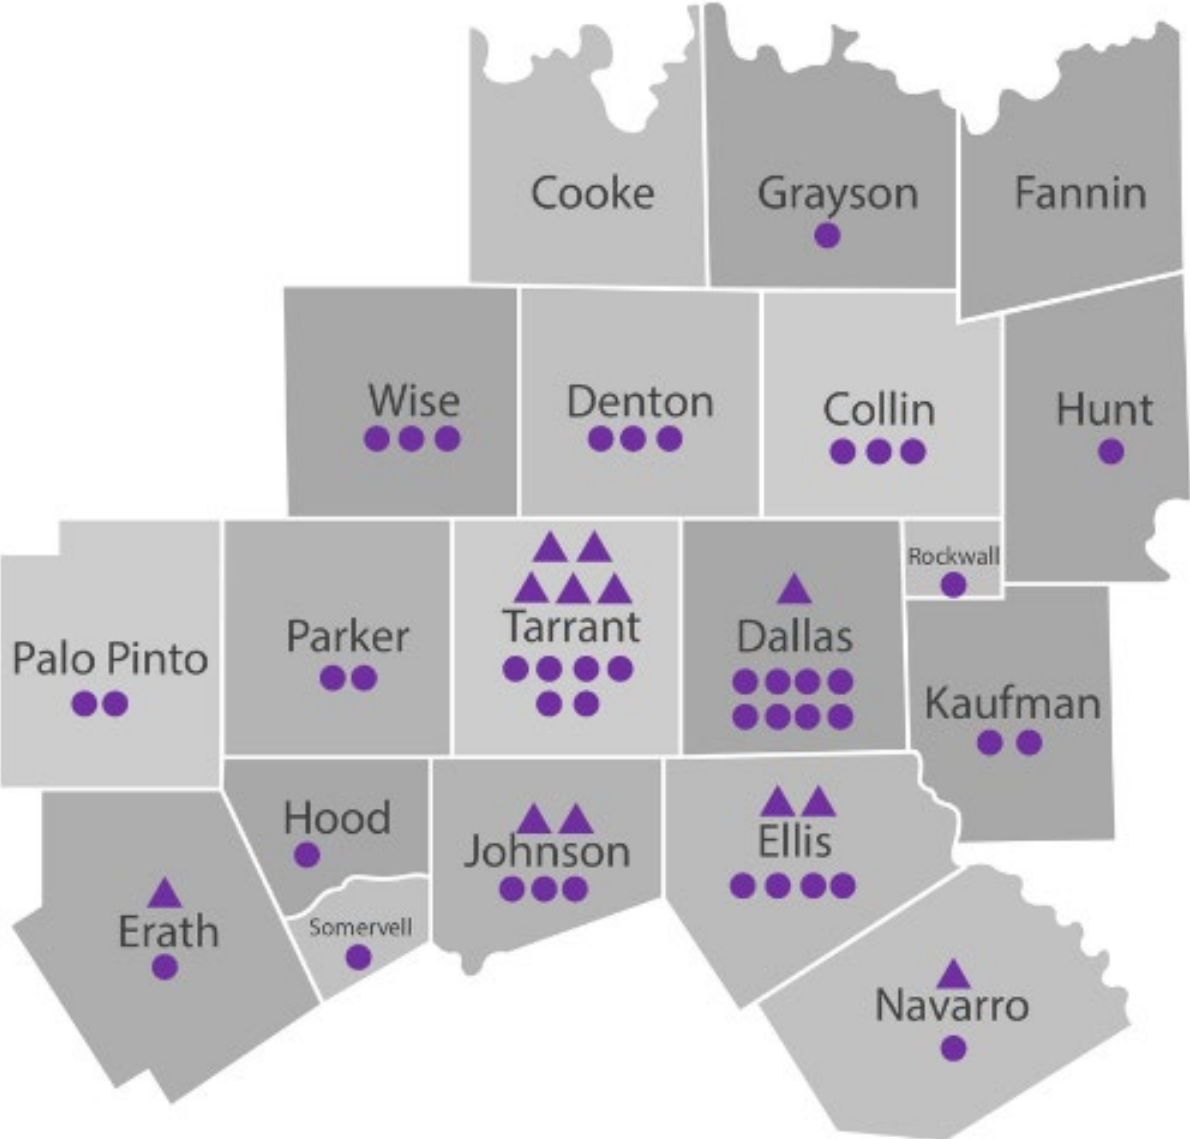 Cooke
Grayson
Fannin
Wise
Denton
Collin
Hunt
Rockwall
Palo Pinto
Parker
Tarrant
Dallas
Kaufman
Hood
Johnson
Ellis
Erath
Somervell
Navarro